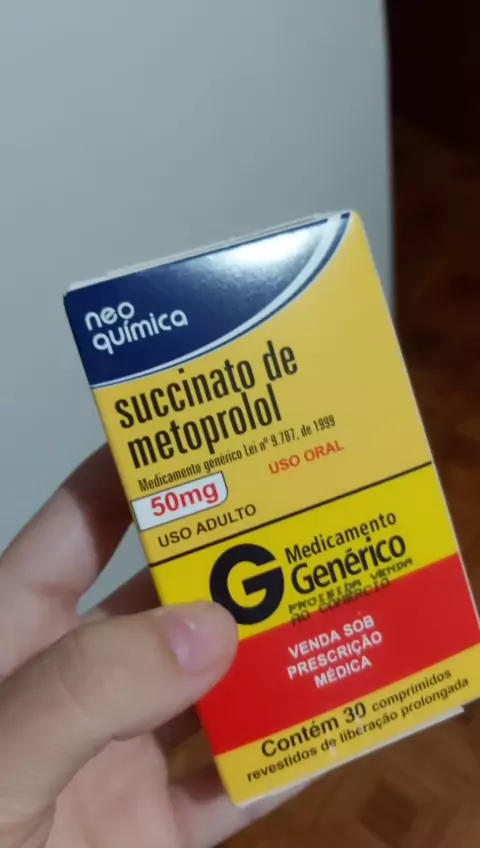 neo
química
succinato de
metoprolol
Medicamento genérico Lei nº 9.787, de 1999
USO ORAL
50mg
USO ADULTO
G Medicamento
Genérico
PROIBIDA VENDA
AO COMÉRCIO
VENDA SOB
PRESCRIÇÃO
MÉDICA
Contém 30 comprimidos
revestidos de liberação prolongada